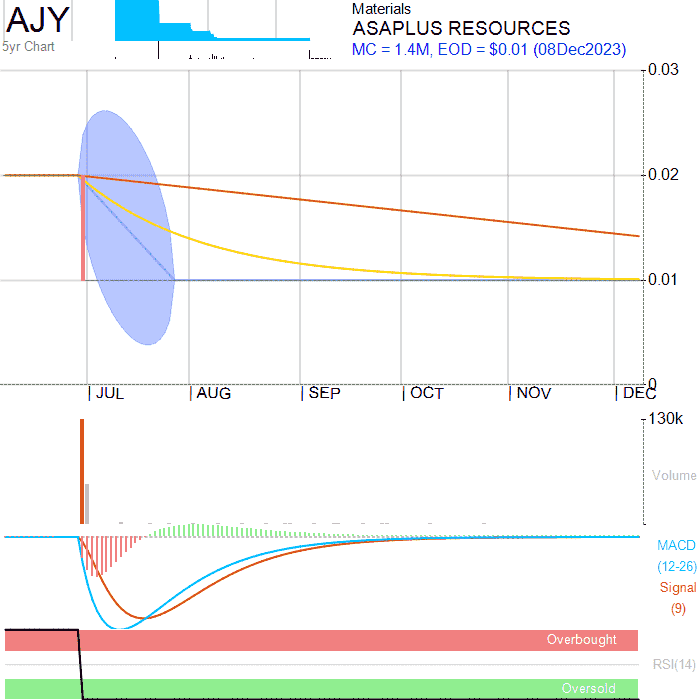 AJY
5yr Chart
Materials
ASAPLUS RESOURCES
MC = 1.4M, EOD = $0.01 (08Dec2023)
0.03
0.02
0.01
0
JUL AUG SEP OCT NOV DEC
130k
Volume
MACD
(12-26)
Signal
(9)
Overbought
RSI(14)
Oversold